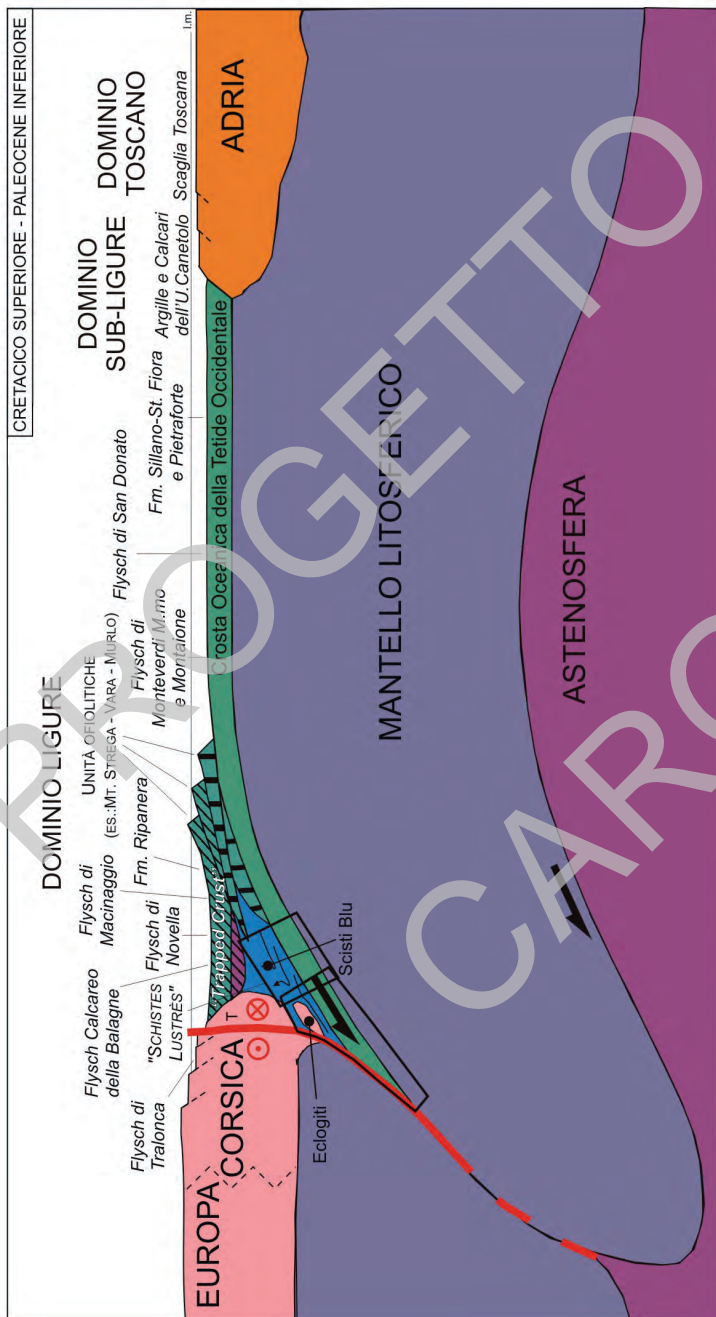 CRETACICO SUPERIORE - PALEOCENE INFERIORE
DOMINIO LIGURE
DOMINIO
SUB-LIGURE
DOMINIO
TOSCANO
Flysch di
Tralonca
Flysch Calcareo
della Balagne
"SCHISTES
LUSTRÈS"
Flysch di
Novella
Flysch di
Macinaggio
Fm. Ripanera
UNITÀ OFIOLITICHE
(ES.:MT. STREGA - VARA - MURLO)
Flysch di
Monteverdi M.mo
e Montaione
Flysch di San Donato
Fm. Sillano-St. Fiora
e Pietraforte
Argille e Calcari
dell'U.Canetolo
Scaglia Toscana
l.m.
EUROPA
CORSICA
T
"Trapped Crust"
Crosta Oceanica della Tetide Occidentale
ADRIA
Eclogiti
Scisti Blu
MANTELLO LITOSFERICO
ASTENOSFERA
PROGETTO
CARG